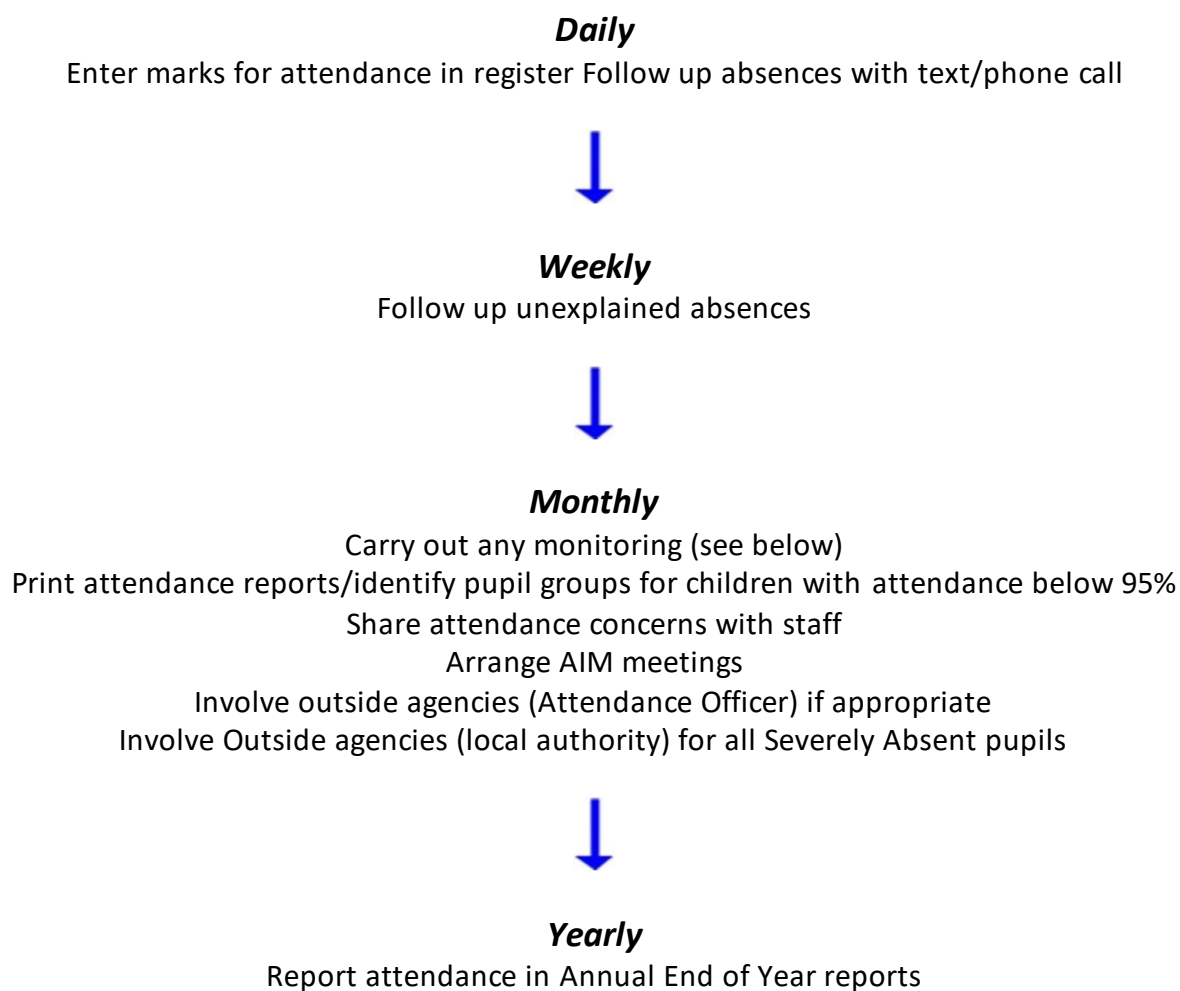 Daily
Enter marks for attendance in register Follow up absences with text/phone call
Weekly
Follow up unexplained absences
Monthly
Carry out any monitoring (see below)
Print attendance reports/identify pupil groups for children with attendance below 95%
Share attendance concerns with staff
Arrange AIM meetings
Involve outside agencies (Attendance Officer) if appropriate
Involve Outside agencies (local authority) for all Severely Absent pupils
Yearly
Report attendance in Annual End of Year reports